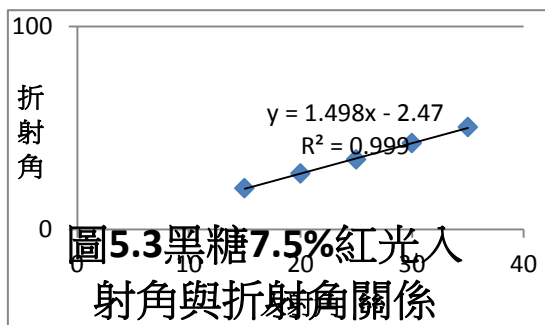 100
折射角
y = 1.498x - 2.47
R² = 0.999
0
圖5.3黑糖7.5%紅光入
0 10 20 30 40
射角與折射角關係